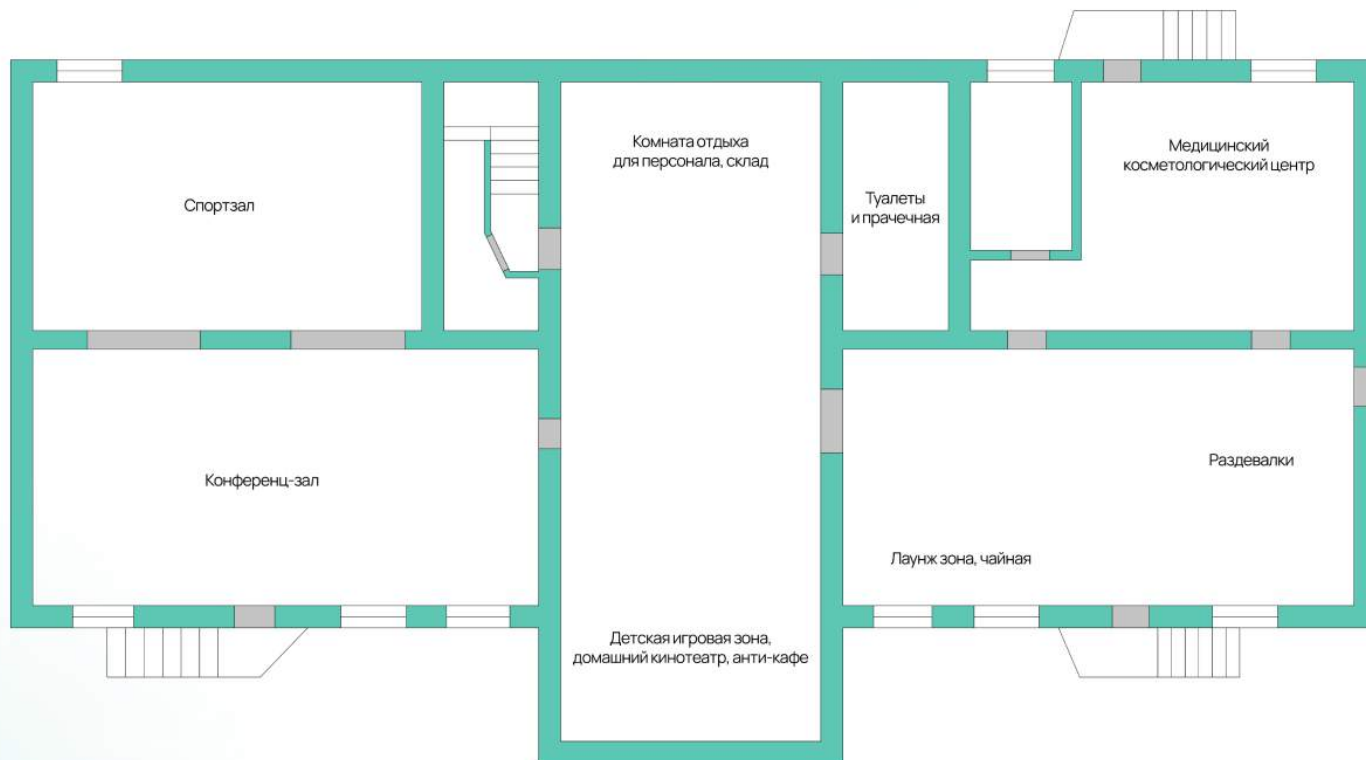 Комната отдыха
для персонала, склад
Медицинский
косметологический центр
Спортзал
Туалеты
и прачечная
Конференц-зал
Раздевалки
Лаунж зона, чайная
Детская игровая зона,
домашний кинотеатр, анти-кафе